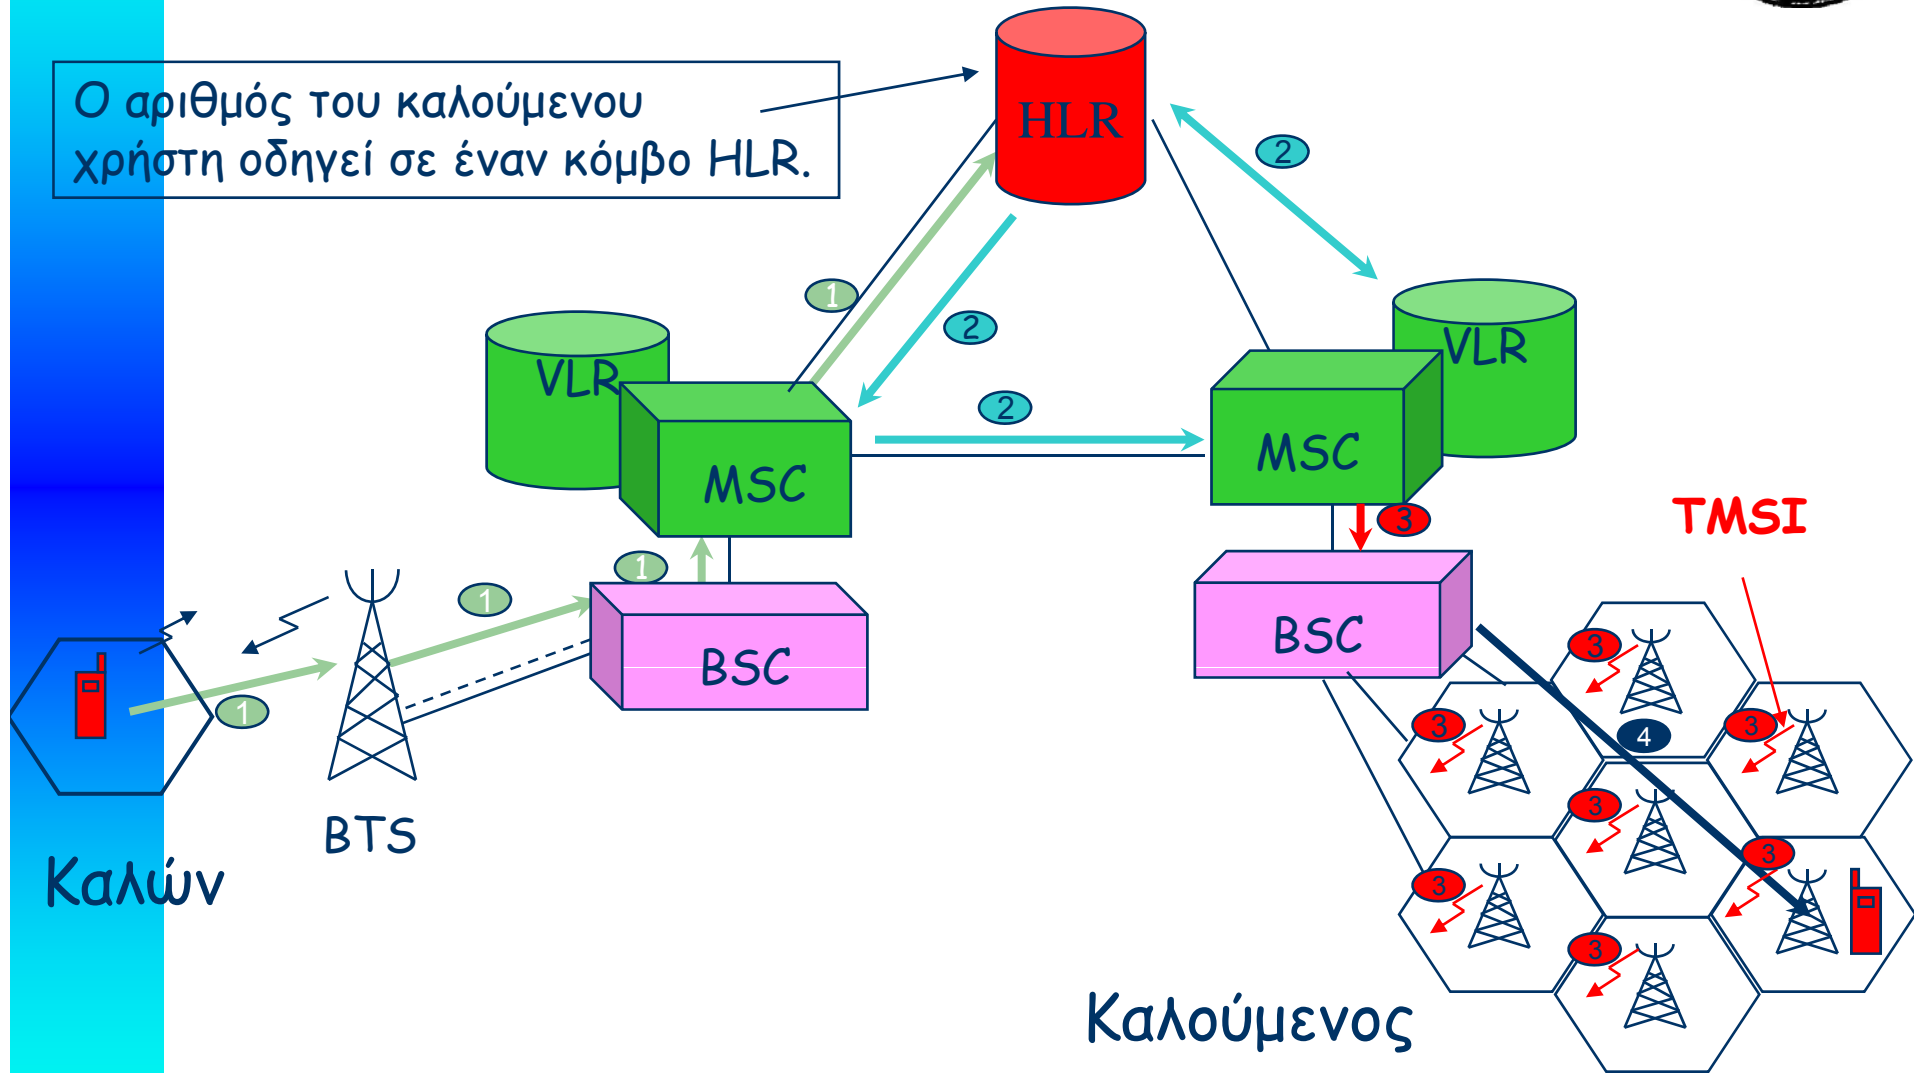 Ο αριθμός του καλούμενου
χρήστη οδηγεί σε έναν κόμβο HLR.
HLR
2
1
2
VLR
VLR
2
MSC
MSC
3
TMSI
1
1
BSC
BSC
1
BTS
Καλών
3
3
4
3
3
3
3
3
Καλούμενος